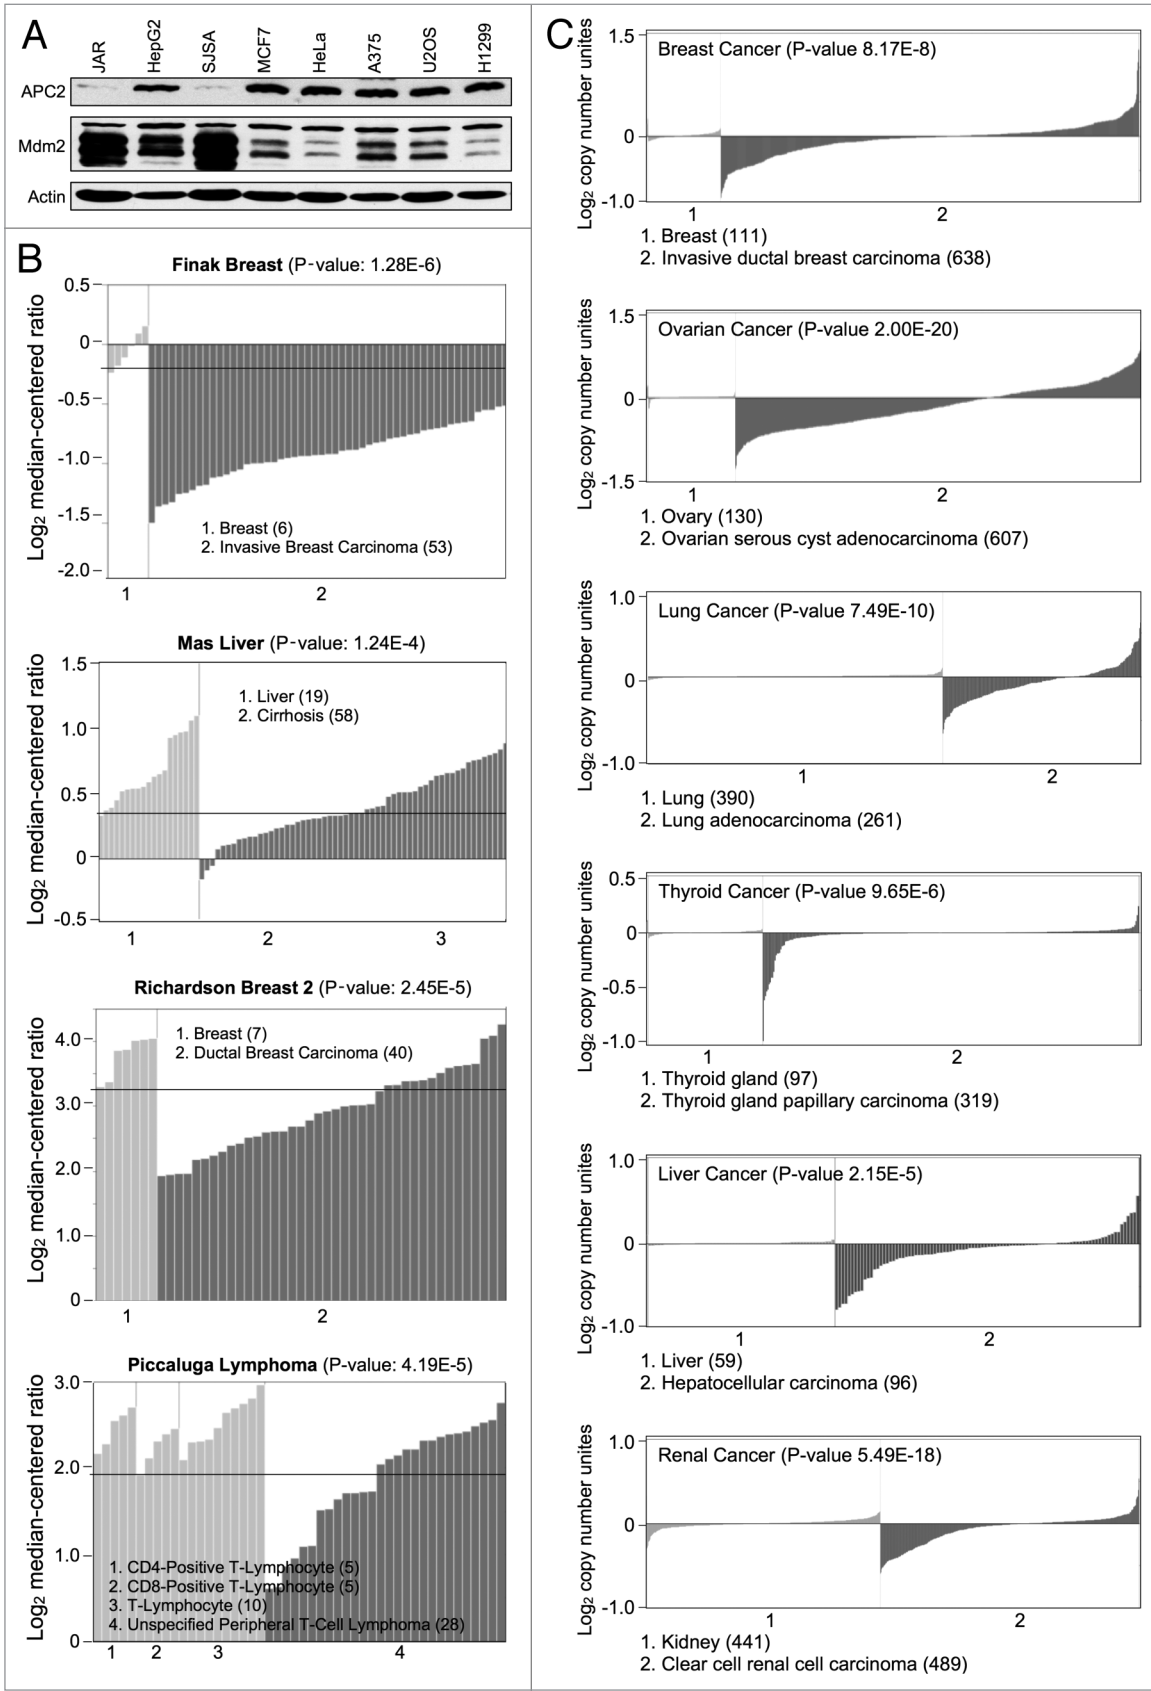 A
JAR
HepG2
SJSA
MCF7
HeLa
A375
U2OS
H1299
APC2
Mdm2
Actin
B
Finak Breast (P-value: 1.28E-6)
Log2 median-centered ratio
0.5
0
-0.5
-1.0
-1.5
-2.0
1. Breast (6)
2. Invasive Breast Carcinoma (53)
1 2
Mas Liver (P-value: 1.24E-4)
Log2 median-centered ratio
1.5
1.0
0.5
0
-0.5
1. Liver (19)
2. Cirrhosis (58)
1 2 3
Richardson Breast 2 (P-value: 2.45E-5)
Log2 median-centered ratio
4.0
3.0
2.0
1.0
0
1. Breast (7)
2. Ductal Breast Carcinoma (40)
1 2
Piccaluga Lymphoma (P-value: 4.19E-5)
Log2 median-centered ratio
3.0
2.0
1.0
0
1. CD4-Positive T-Lymphocyte (5)
2. CD8-Positive T-Lymphocyte (5)
3. T-Lymphocyte (10)
4. Unspecified Peripheral T-Cell Lymphoma (28)
1 2 3 4
C
Log2 copy number unites
1.5
0
-1.0
Breast Cancer (P-value 8.17E-8)
1 2
1. Breast (111)
2. Invasive ductal breast carcinoma (638)
Log2 copy number unites
1.5
0
-1.5
Ovarian Cancer (P-value 2.00E-20)
1 2
1. Ovary (130)
2. Ovarian serous cyst adenocarcinoma (607)
Log2 copy number unites
1.0
0
-1.0
Lung Cancer (P-value 7.49E-10)
1 2
1. Lung (390)
2. Lung adenocarcinoma (261)
Log2 copy number unites
0.5
0
-0.5
-1.0
Thyroid Cancer (P-value 9.65E-6)
1 2
1. Thyroid gland (97)
2. Thyroid gland papillary carcinoma (319)
Log2 copy number unites
1.0
0
-1.0
Liver Cancer (P-value 2.15E-5)
1 2
1. Liver (59)
2. Hepatocellular carcinoma (96)
Log2 copy number unites
1.0
0
-1.0
Renal Cancer (P-value 5.49E-18)
1 2
1. Kidney (441)
2. Clear cell renal cell carcinoma (489)